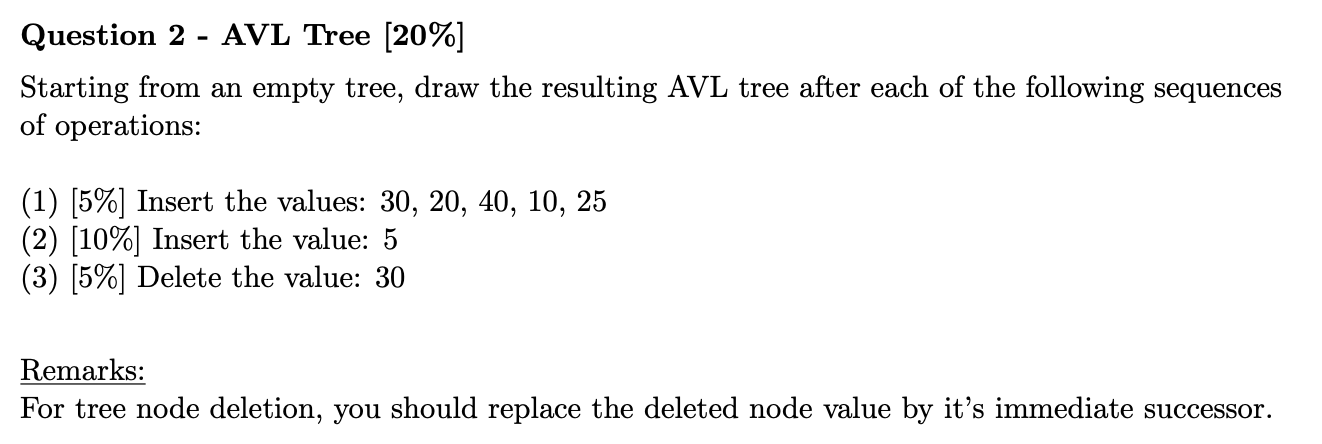 Question 2 - AVL Tree [20%]
Starting from an empty tree, draw the resulting AVL tree after each of the following sequences
of operations:
(1) [5%] Insert the values: 30, 20, 40, 10, 25
(2) [10%] Insert the value: 5
(3) [5%] Delete the value: 30
Remarks:
For tree node deletion, you should replace the deleted node value by it's immediate successor.